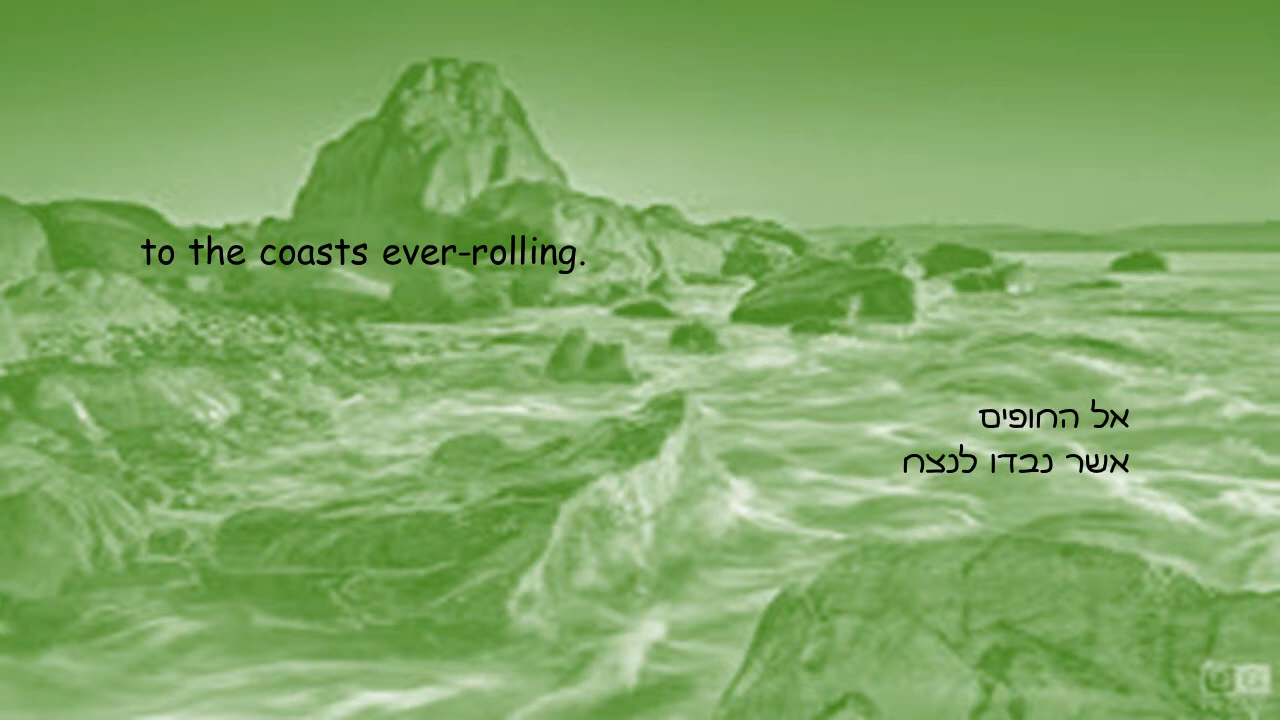 to the coasts ever-rolling.
אל החופים
אשר נבדו לנצח